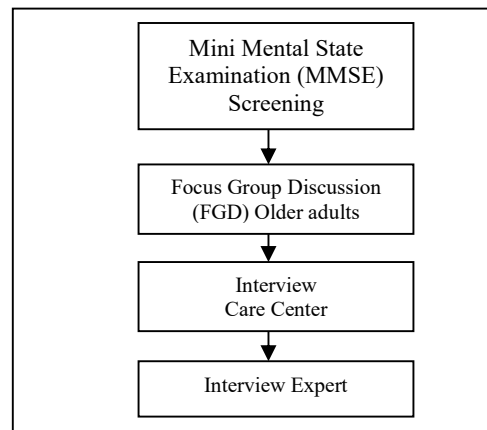 Mini Mental State
Examination (MMSE)
Screening
Focus Group Discussion
(FGD) Older adults
Interview
Care Center
Interview Expert